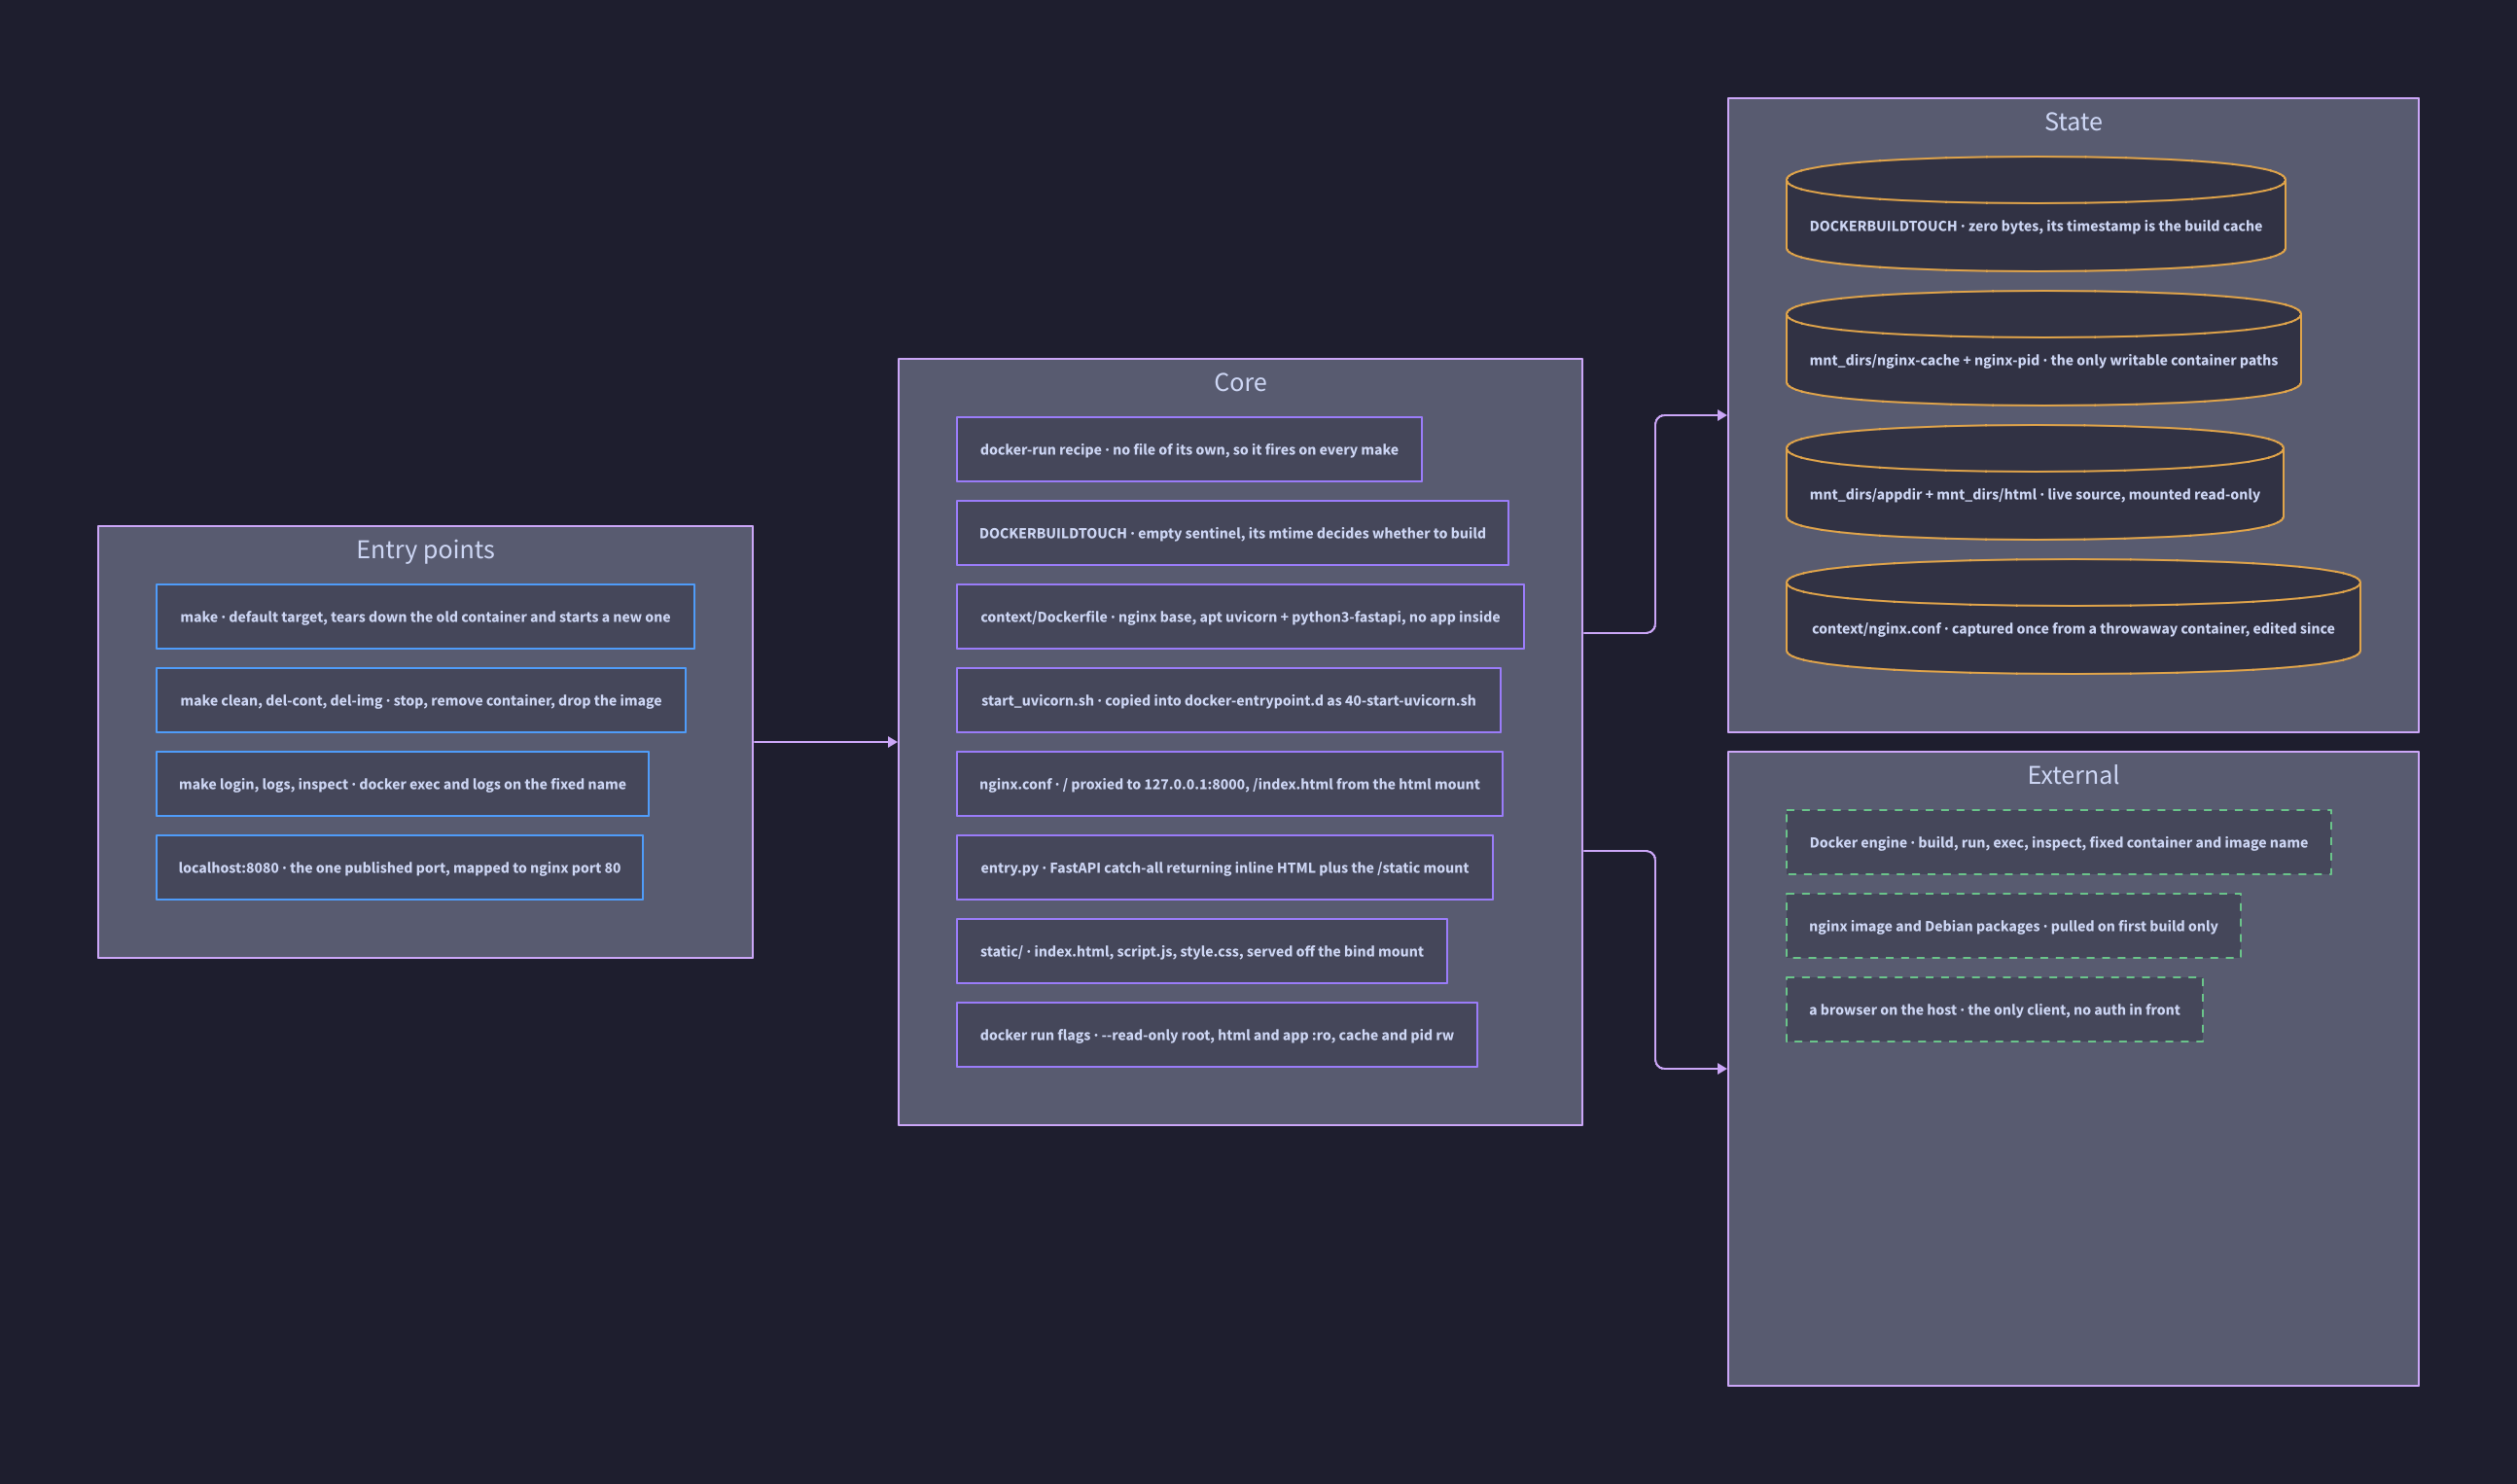 Entry points
make · default target, tears down the old container and starts a new one
make clean, del-cont, del-img · stop, remove container, drop the image
make login, logs, inspect · docker exec and logs on the fixed name
localhost:8080 · the one published port, mapped to nginx port 80
Core
docker-run recipe · no file of its own, so it fires on every make
DOCKERBUILDTOUCH · empty sentinel, its mtime decides whether to build
context/Dockerfile · nginx base, apt uvicorn + python3-fastapi, no app inside
start_uvicorn.sh · copied into docker-entrypoint.d as 40-start-uvicorn.sh
nginx.conf · / proxied to 127.0.0.1:8000, /index.html from the html mount
entry.py · FastAPI catch-all returning inline HTML plus the /static mount
static/ · index.html, script.js, style.css, served off the bind mount
docker run flags · --read-only root, html and app :ro, cache and pid rw
State
DOCKERBUILDTOUCH · zero bytes, its timestamp is the build cache
mnt_dirs/nginx-cache + nginx-pid · the only writable container paths
mnt_dirs/appdir + mnt_dirs/html · live source, mounted read-only
context/nginx.conf · captured once from a throwaway container, edited since
External
Docker engine · build, run, exec, inspect, fixed container and image name
nginx image and Debian packages · pulled on first build only
a browser on the host · the only client, no auth in front